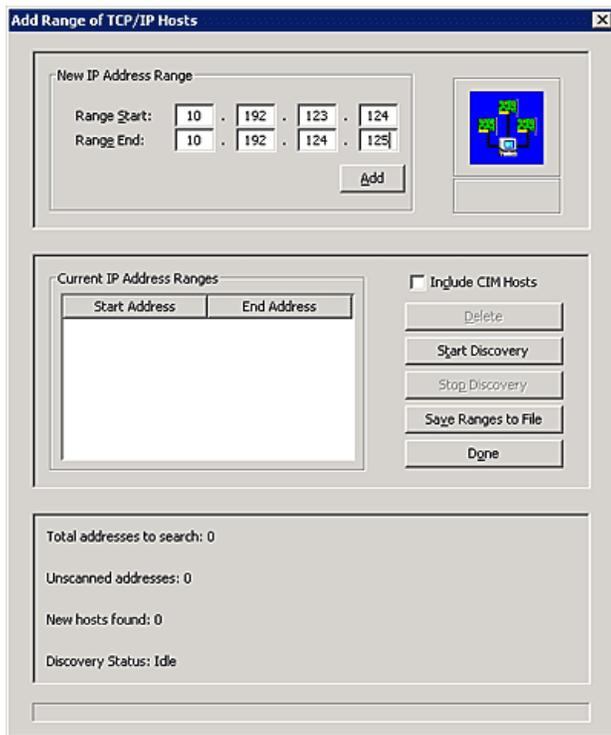 Add Range of TCP/IP Hosts
New IP Address Range
Range Start: 10 . 192 . 123 . 124
Range End: 10 . 192 . 124 . 125
Add
Current IP Address Ranges
Start Address End Address
Include CIM Hosts
Delete
Start Discovery
Stop Discovery
Save Ranges to File
Done
Total addresses to search: 0
Unscanned addresses: 0
New hosts found: 0
Discovery Status: Idle